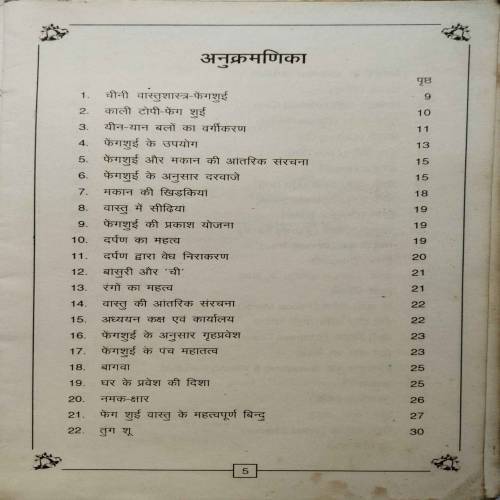 अनुक्रमणिका
पृष्ठ
1. चीनी वास्तुशास्त्र-फेंगशुई 9
2. काली टोपी-फेंग शुई 10
3. यीन-यान बलों का वर्गीकरण 11
4. फेंगशुई के उपयोग 13
5. फेंगशुई और मकान की आंतरिक संरचना 15
6. फेंगशुई के अनुसार दरवाजे 15
7. मकान की खिड़कियां 18
8. वास्तु में सीढ़ियां 19
9. फेंगशुई की प्रकाश योजना 19
10. दर्पण का महत्व 19
11. दर्पण द्वारा वेध निराकरण 20
12. बांसुरी और 'ची' 21
13. रंगों का महत्व 21
14. वास्तु की आंतरिक संरचना 22
15. अध्ययन कक्ष एवं कार्यालय 22
16. फेंगशुई के अनुसार गृहप्रवेश 23
17. फेंगशुई के पंच महातत्व 23
18. बागवा 25
19. घर के प्रवेश की दिशा 25
20. नमक-क्षार 26
21. फेंग शुई वास्तु के महत्वपूर्ण बिन्दु 27
22. तुग शू 30
5